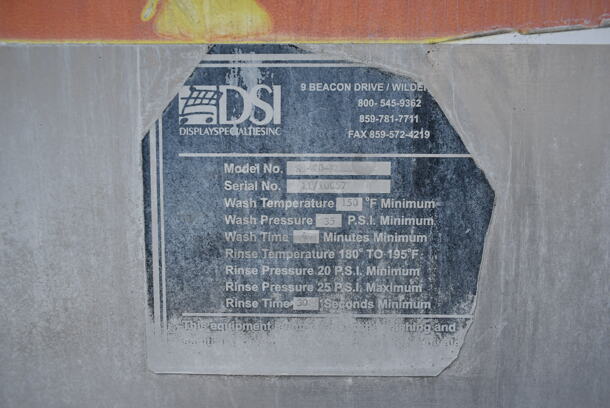 9 BEACON DRIVE / WILDER
800- 545-9362
859-781-7711
FAX 859-572-4219
DSI
DISPLAYSPECIALTIESINC
Model No.
Serial No.
Wash Temperature 150 °F Minimum
Wash Pressure 35 P.S.I. Minimum
Wash Time Minutes Minimum
Rinse Temperature 180° TO 195°F
Rinse Pressure 20 P.S.I. Minimum
Rinse Pressure 25 P.S.I. Maximum
Rinse Time 30 Seconds Minimum
This equipment and